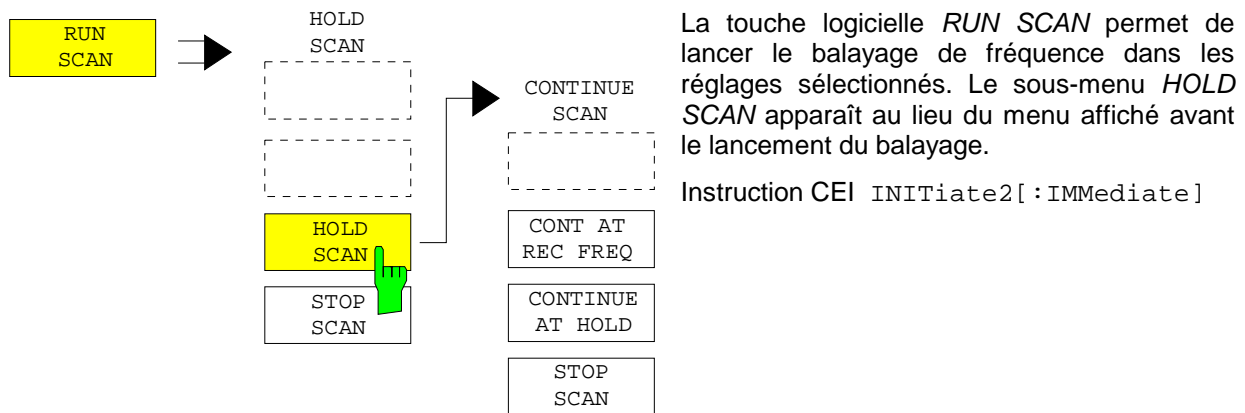 RUN
SCAN
HOLD
SCAN
HOLD
SCAN
STOP
SCAN
CONTINUE
SCAN
CONT AT
REC FREQ
CONTINUE
AT HOLD
STOP
SCAN
La touche logicielle RUN SCAN permet de
lancer le balayage de fréquence dans les
réglages sélectionnés. Le sous-menu HOLD
SCAN apparaît au lieu du menu affiché avant
le lancement du balayage.
Instruction CEI INITiate2[:IMMediate]